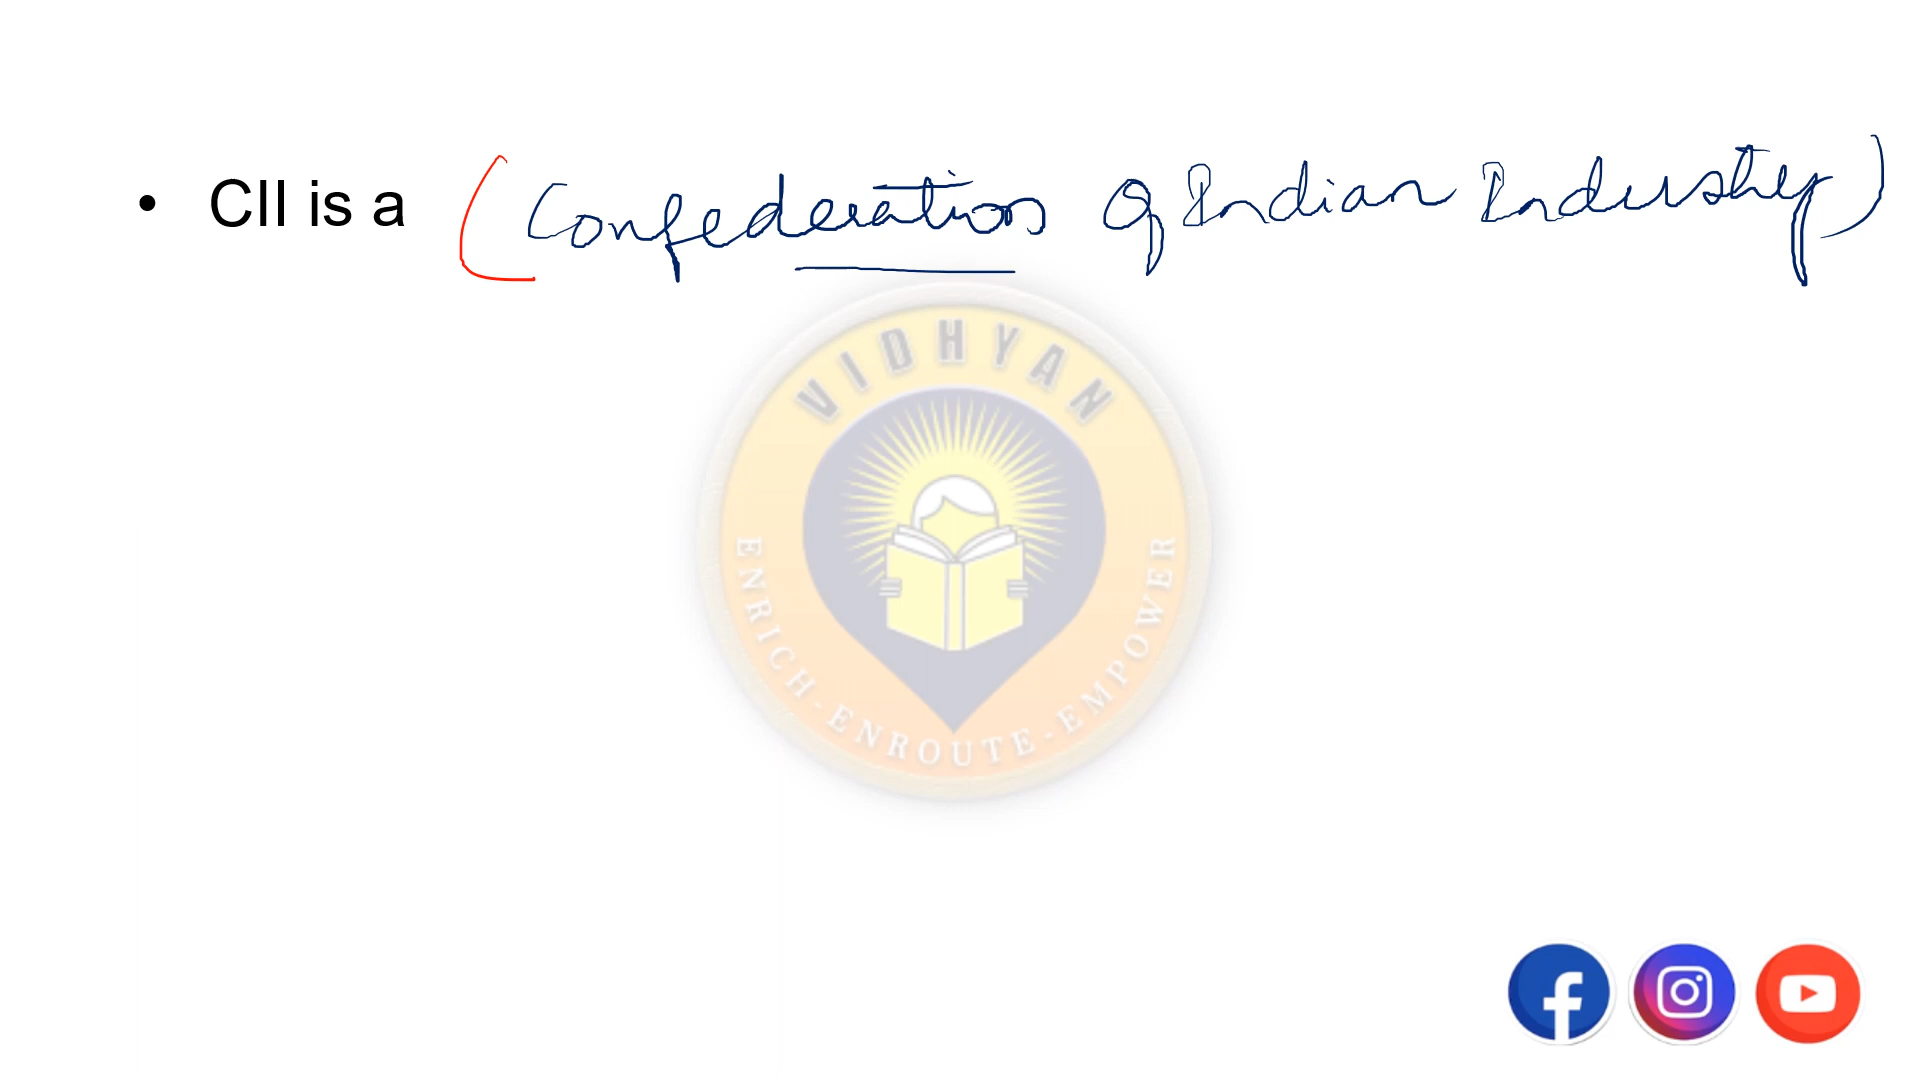 • CII is a (Confederation of Indian Industry)
VIDHYAN
ENRICH-ENROUTE-EMPOWER